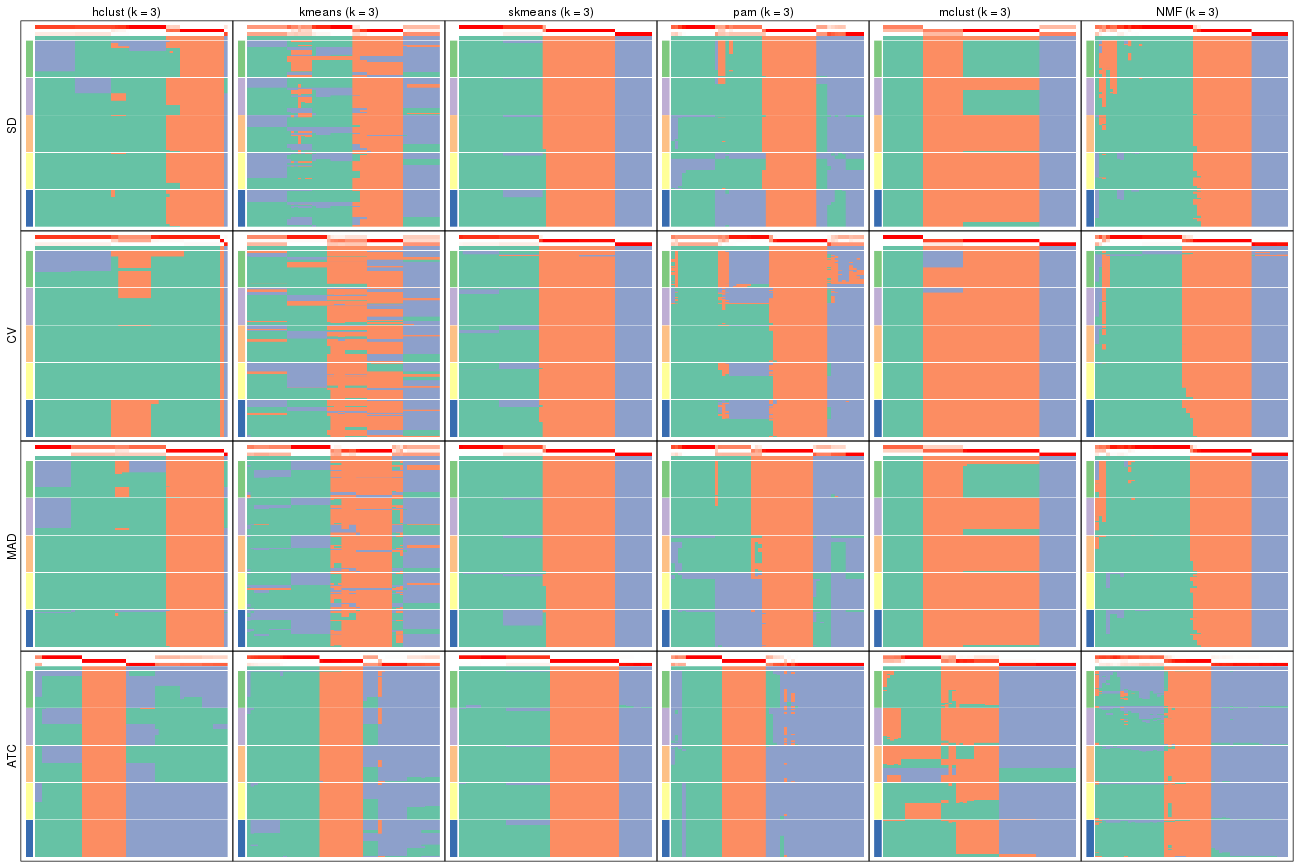 hclust (k = 3) kmeans (k = 3) skmeans (k = 3) pam (k = 3) mclust (k = 3) NMF (k = 3)
SD
CV
MAD
ATC